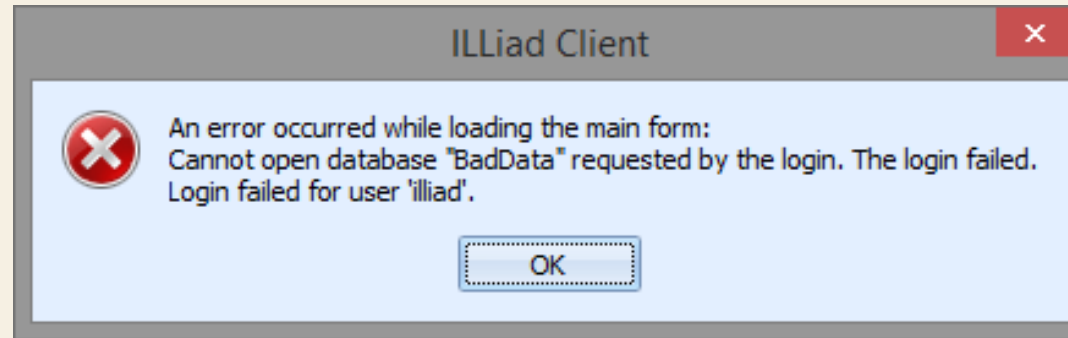 ILLiad Client
An error occurred while loading the main form:
Cannot open database "BadData" requested by the login. The login failed.
Login failed for user 'illiad'.
OK